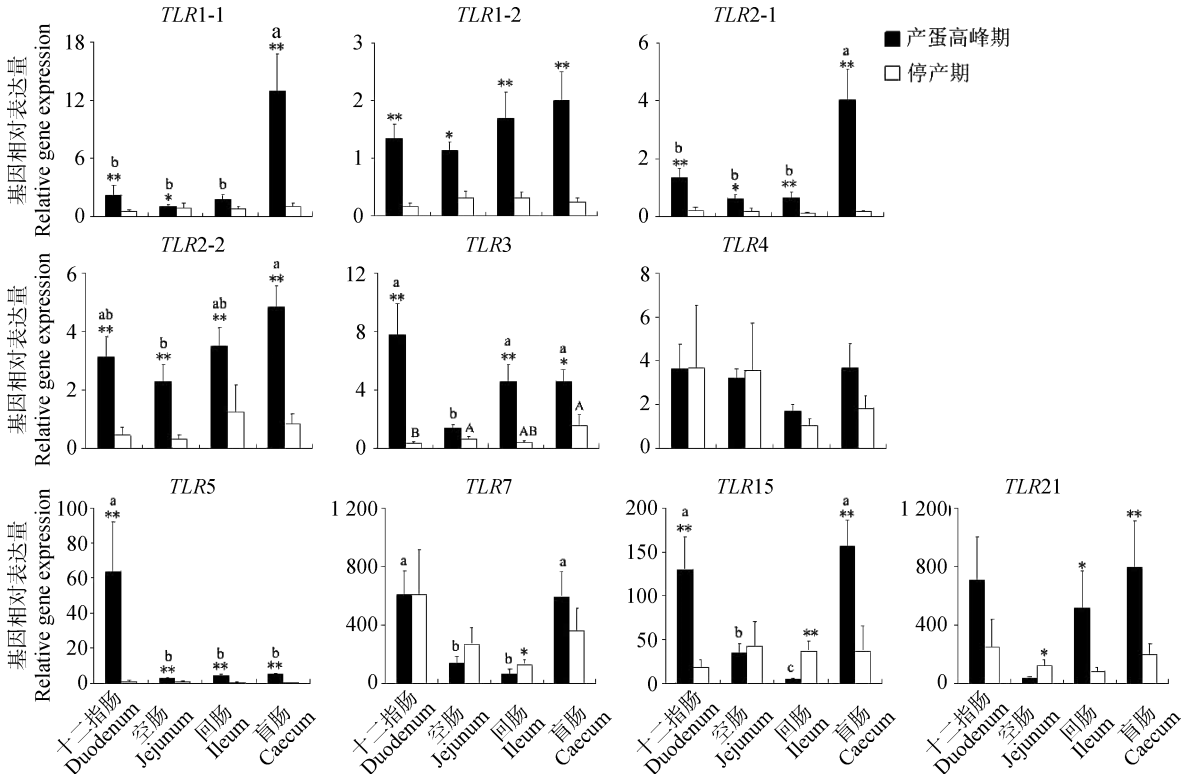 TLR1-1
TLR1-2
TLR2-1
产蛋高峰期
停产期
基因相对表达量
Relative gene expression
18
12
6
0
b
**
b
*
b
a
**
3
2
1
0
**
*
**
**
6
4
2
0
b
**
b
*
b
**
a
**
TLR2-2
TLR3
TLR4
基因相对表达量
Relative gene expression
6
4
2
0
ab
**
b
**
ab
**
a
**
12
8
4
0
a
**
B
b
A
a
**
AB
a
*
A
8
6
4
2
0
TLR5
TLR7
TLR15
TLR21
基因相对表达量
Relative gene expression
100
80
60
40
20
0
a
**
b
**
b
**
b
**
1 200
800
400
0
a
b
b
*
a
200
150
100
50
0
a
**
b
c
**
a
**
1 200
800
400
0
*
*
**
十二指肠
Duodenum
空肠
Jejunum
回肠
Ileum
盲肠
Caecum
十二指肠
Duodenum
空肠
Jejunum
回肠
Ileum
盲肠
Caecum
十二指肠
Duodenum
空肠
Jejunum
回肠
Ileum
盲肠
Caecum
十二指肠
Duodenum
空肠
Jejunum
回肠
Ileum
盲肠
Caecum